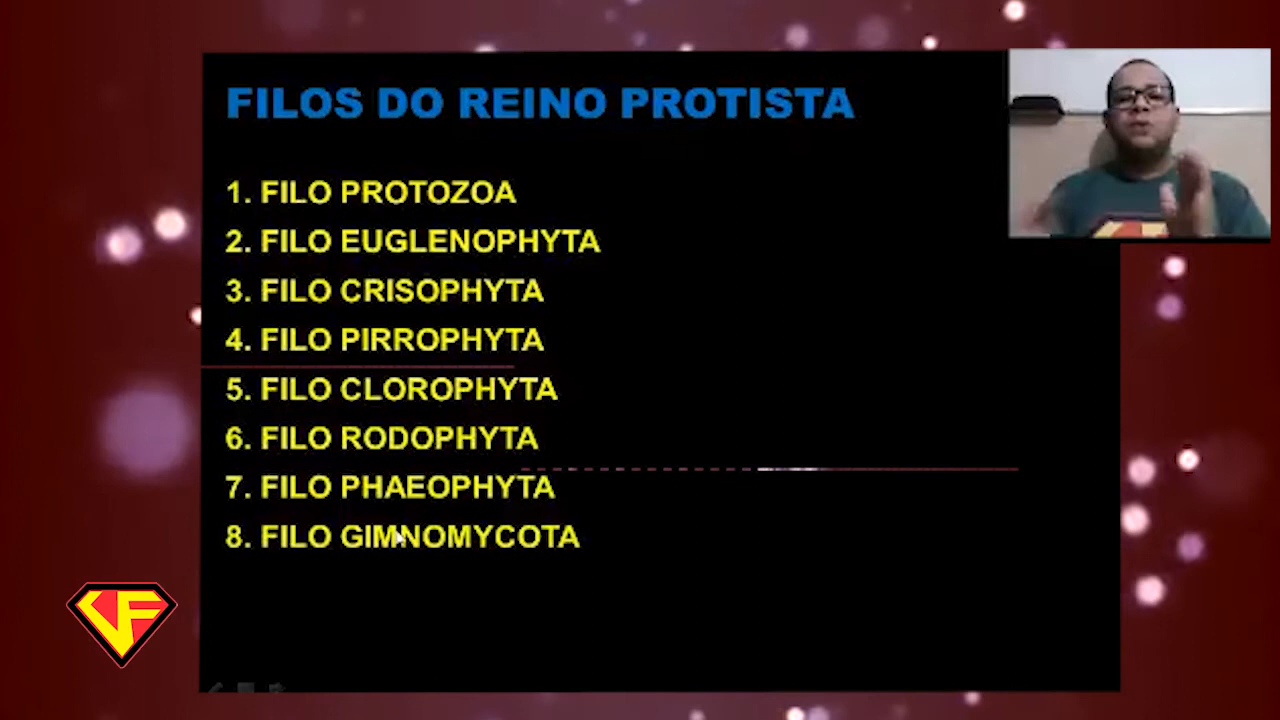 FILOS DO REINO PROTISTA
1. FILO PROTOZOA
2. FILO EUGLENOPHYTA
3. FILO CRISOPHYTA
4. FILO PIRROPHYTA
5. FILO CLOROPHYTA
6. FILO RODOPHYTA
7. FILO PHAEOPHYTA
8. FILO GIMNOMYCOTA
VF